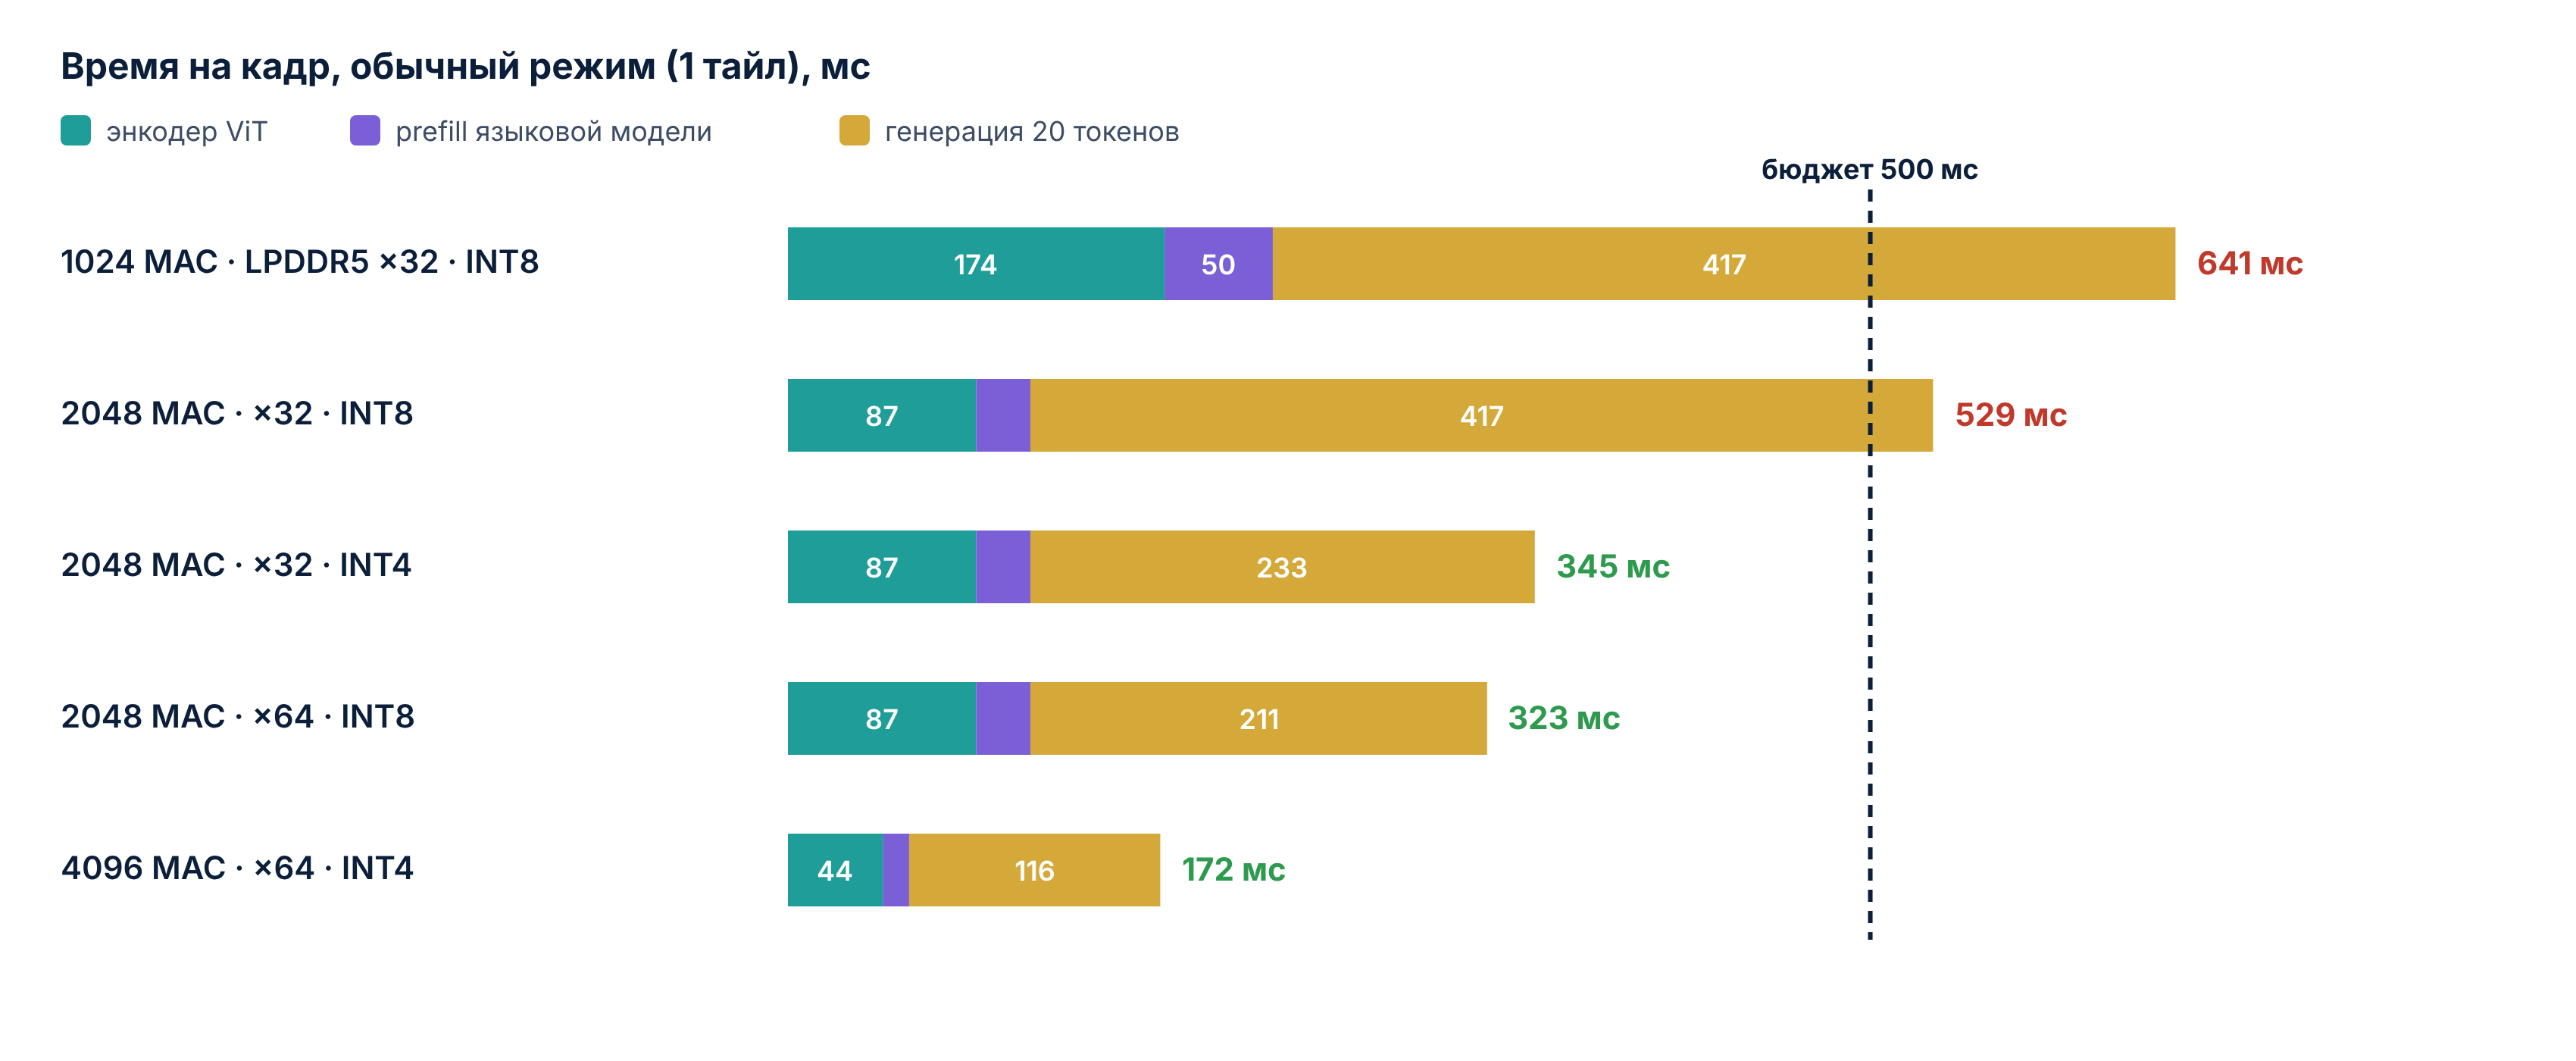 Время на кадр, обычный режим (1 тайл), мс
энкодер ViT prefill языковой модели генерация 20 токенов
бюджет 500 мс
1024 MAC · LPDDR5 ×32 · INT8 174 50 417 641 мс
2048 MAC · ×32 · INT8 87 417 529 мс
2048 MAC · ×32 · INT4 87 233 345 мс
2048 MAC · ×64 · INT8 87 211 323 мс
4096 MAC · ×64 · INT4 44 116 172 мс